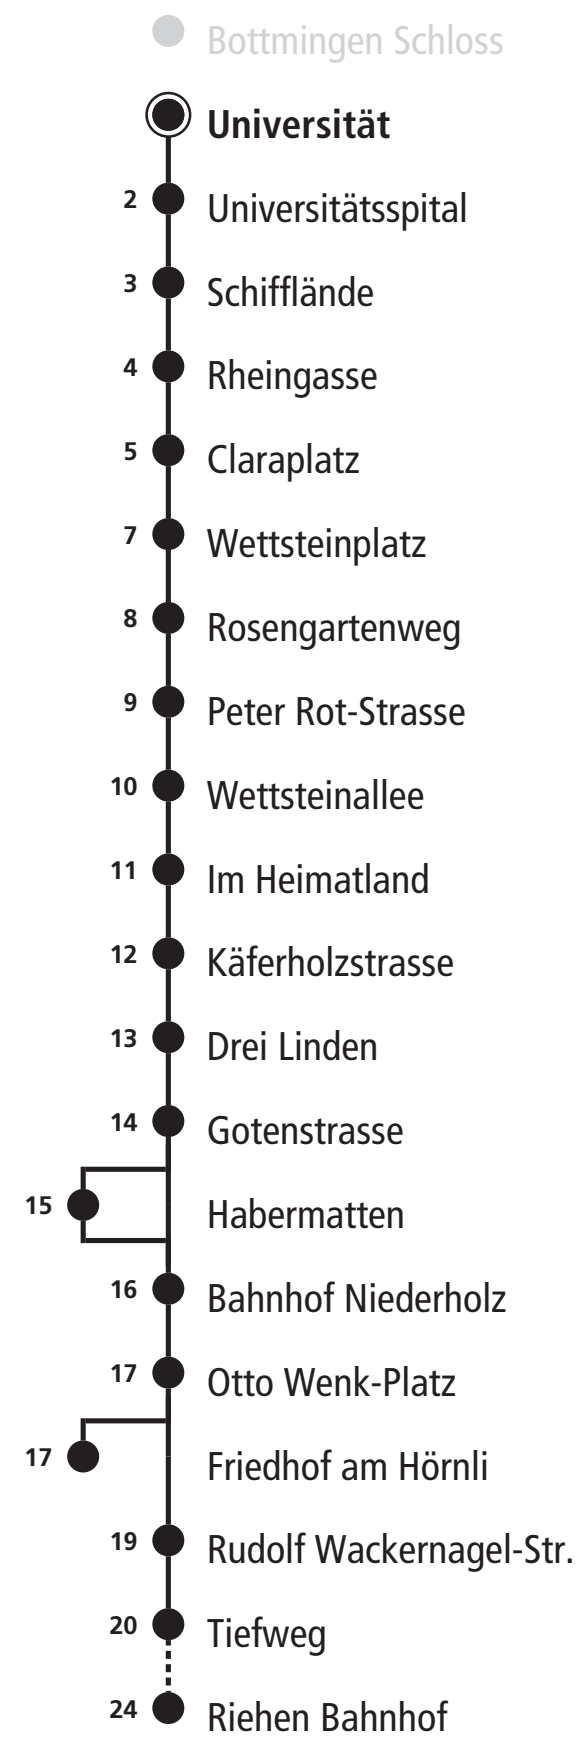 Bottmingen Schloss
Universität
2 Universitätsspital
3 Schifflände
4 Rheingasse
5 Claraplatz
7 Wettsteinplatz
8 Rosengartenweg
9 Peter Rot-Strasse
10 Wettsteinallee
11 Im Heimatland
12 Käferholzstrasse
13 Drei Linden
14 Gotenstrasse
15 Habermatten
16 Bahnhof Niederholz
17 Otto Wenk-Platz
17 Friedhof am Hörnli
19 Rudolf Wackernagel-Str.
20 Tiefweg
24 Riehen Bahnhof